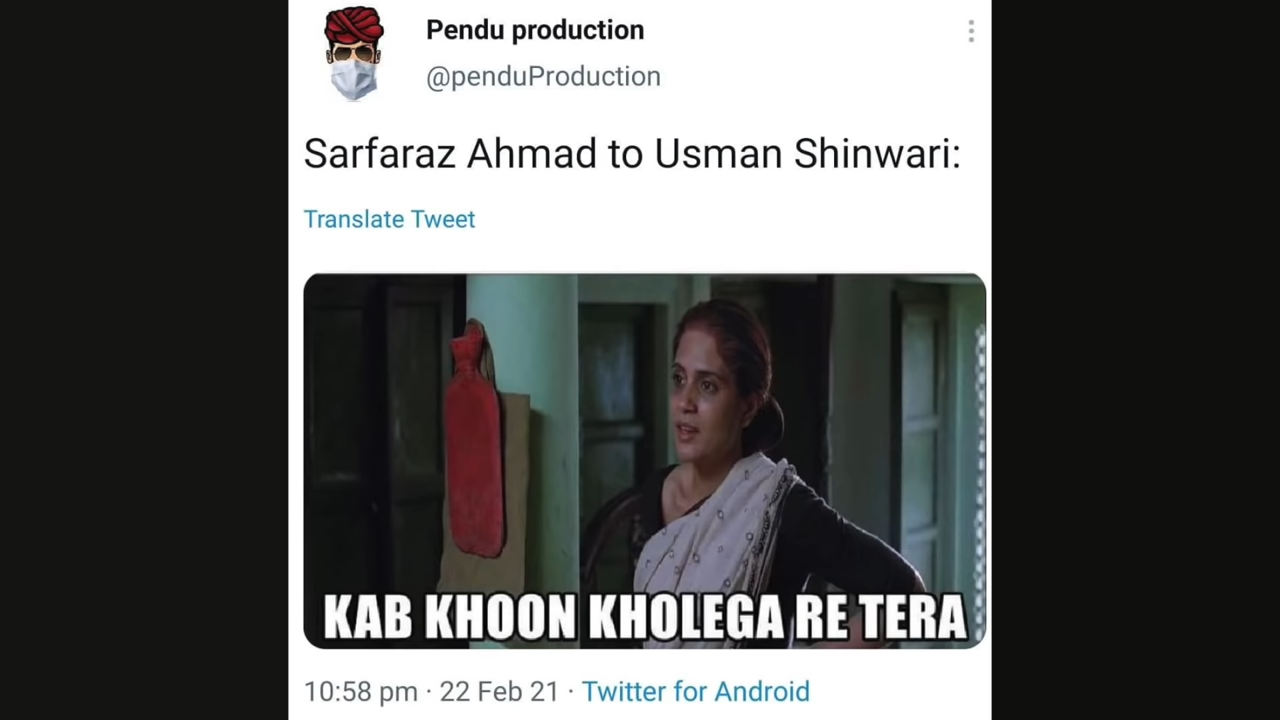 Pendu production
@penduProduction
Sarfaraz Ahmad to Usman Shinwari:
Translate Tweet
KAB KHOON KHOLEGA RE TERA
10:58 pm · 22 Feb 21 · Twitter for Android